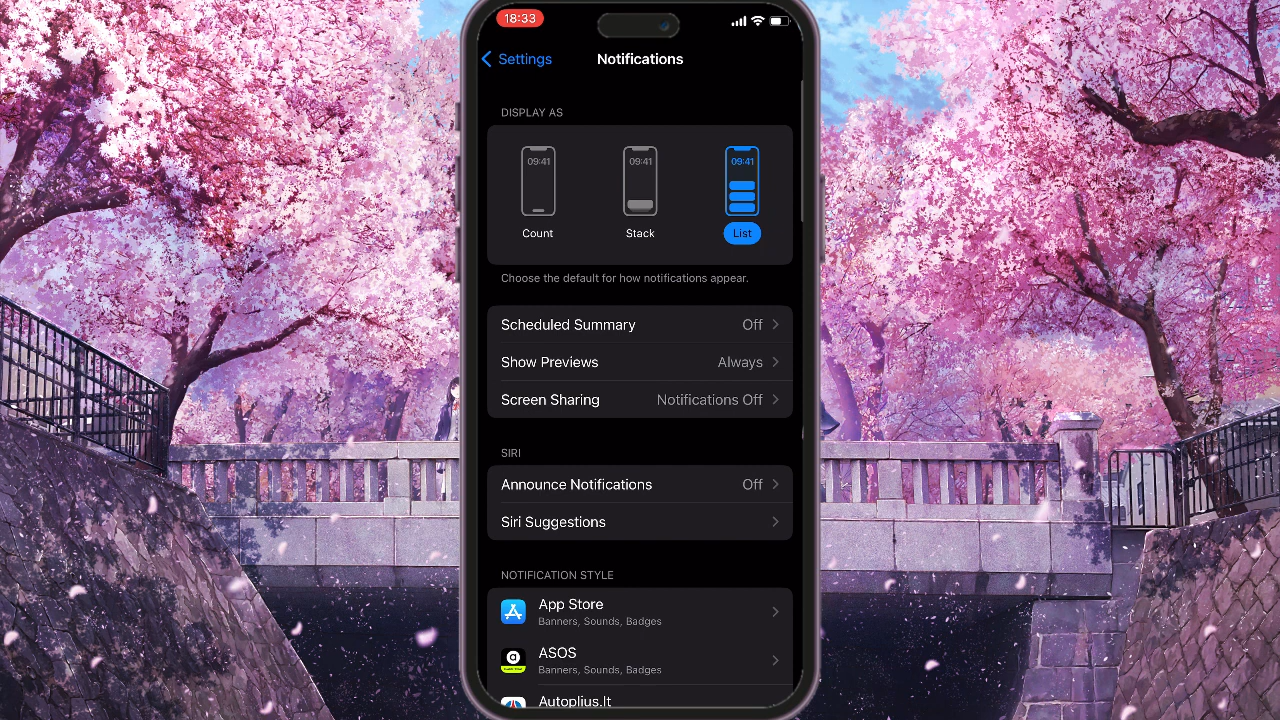 18:33
Settings
Notifications
DISPLAY AS
09:41
09:41
09:41
Count
Stack
List
Choose the default for how notifications appear.
Scheduled Summary Off
Show Previews Always
Screen Sharing Notifications Off
SIRI
Announce Notifications Off
Siri Suggestions
NOTIFICATION STYLE
App Store
Banners, Sounds, Badges
ASOS
Banners, Sounds, Badges
Autoplius.lt